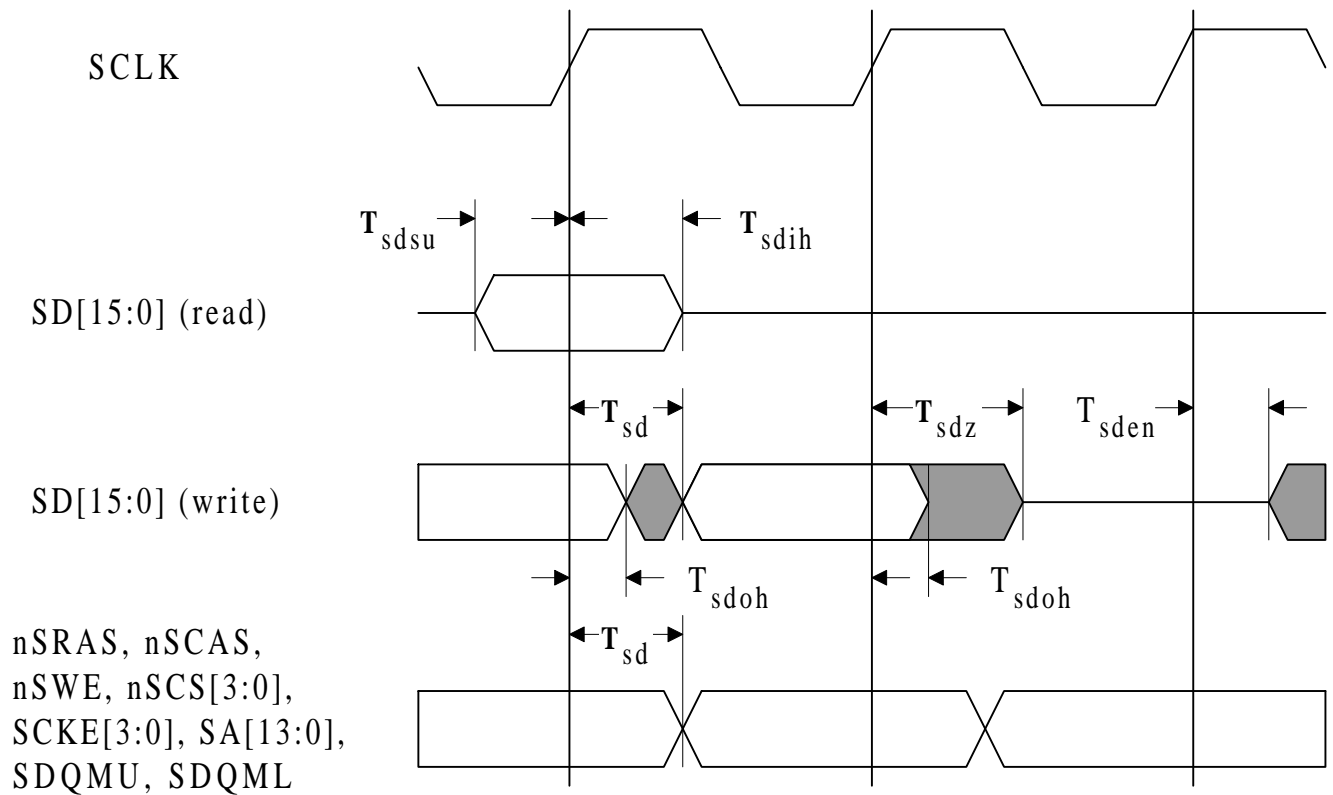 SCLK
Tsdsu
Tsdih
SD[15:0] (read)
Tsd
Tsdz
Tsden
SD[15:0] (write)
Tsdoh
Tsdoh
nSRAS, nSCAS,
Tsd
nSWE, nSCS[3:0],
SCKE[3:0], SA[13:0],
SDQMU, SDQML